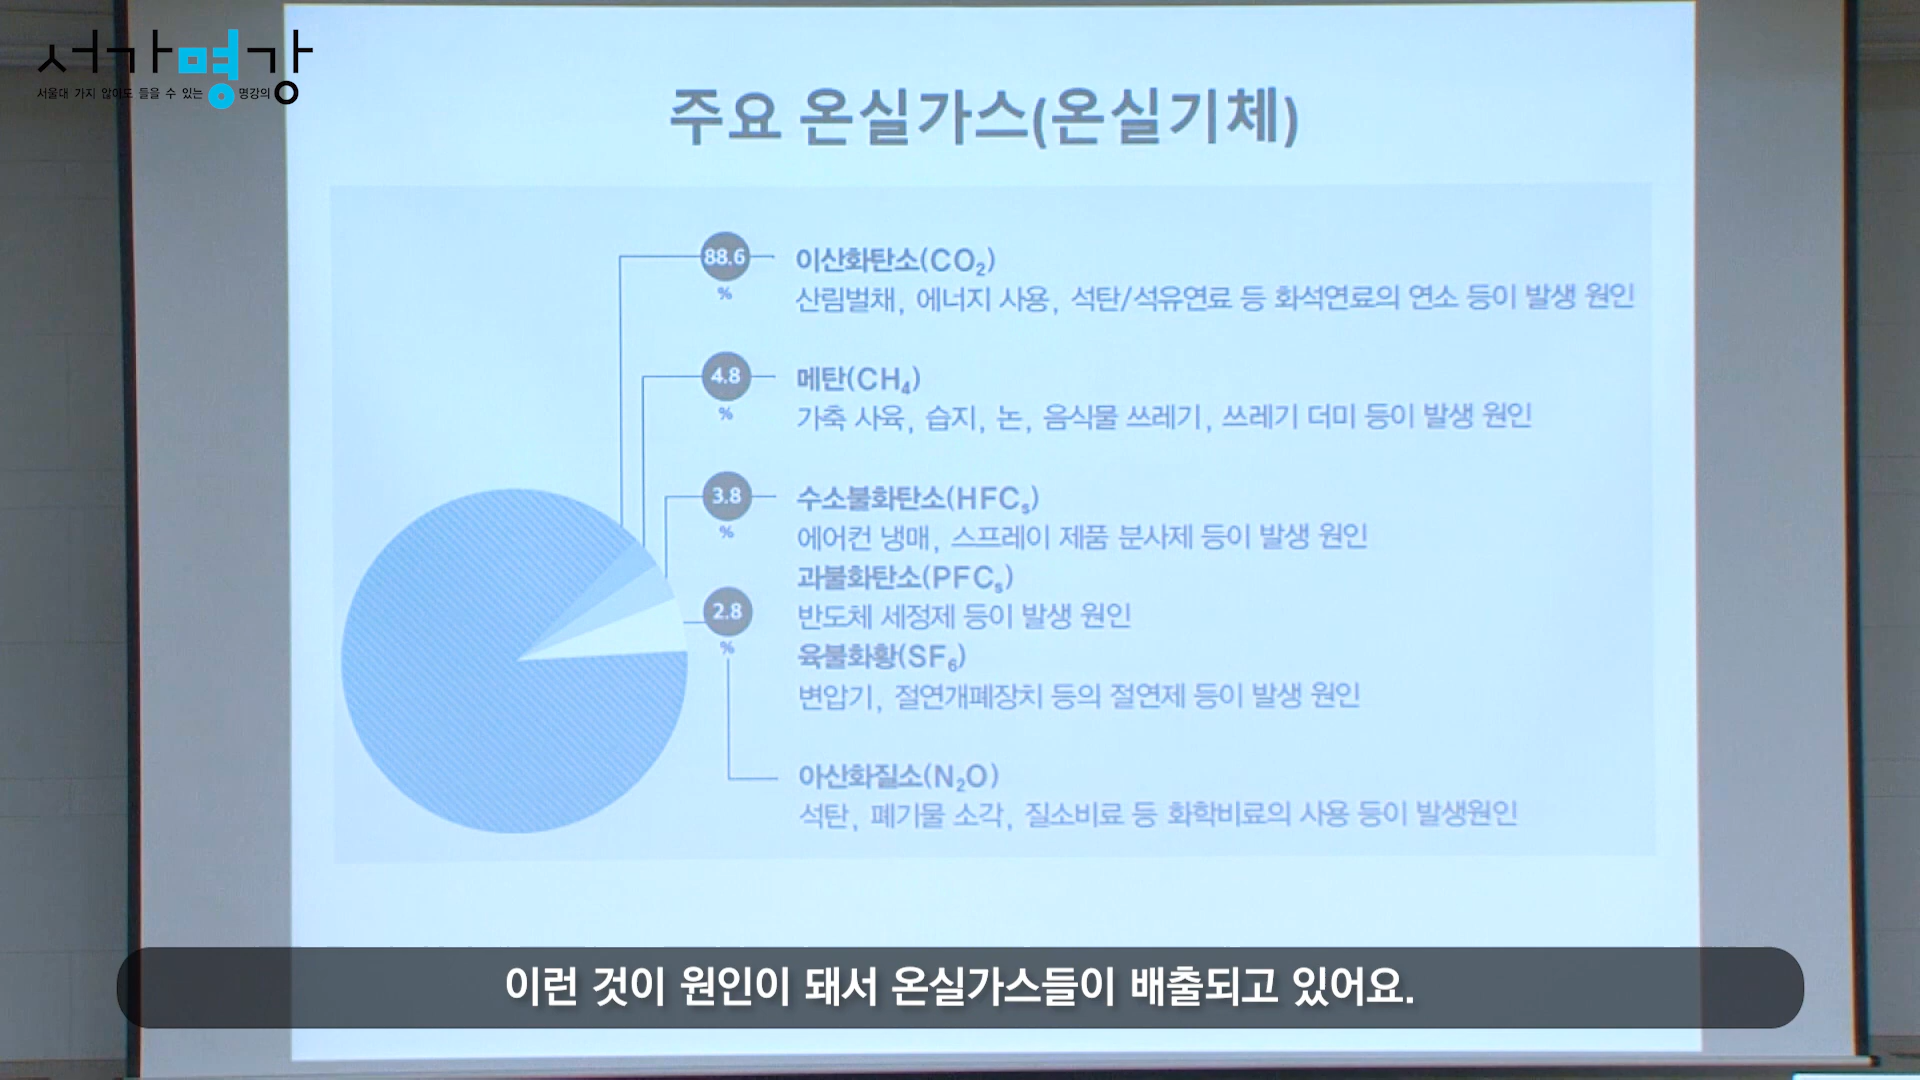 서가명강
서울대 가지 않아도 들을 수 있는 명강의
주요 온실가스(온실기체)
88.6
%
이산화탄소(CO₂)
산림벌채, 에너지 사용, 석탄/석유연료 등 화석연료의 연소 등이 발생 원인
4.8
%
메탄(CH₄)
가축 사육, 습지, 논, 음식물 쓰레기, 쓰레기 더미 등이 발생 원인
3.8
%
수소불화탄소(HFCₛ)
에어컨 냉매, 스프레이 제품 분사제 등이 발생 원인
과불화탄소(PFCₛ)
반도체 세정제 등이 발생 원인
육불화황(SF₆)
변압기, 절연개폐장치 등의 절연제 등이 발생 원인
2.8
%
아산화질소(N₂O)
석탄, 폐기물 소각, 질소비료 등 화학비료의 사용 등이 발생원인
이런 것이 원인이 돼서 온실가스들이 배출되고 있어요.